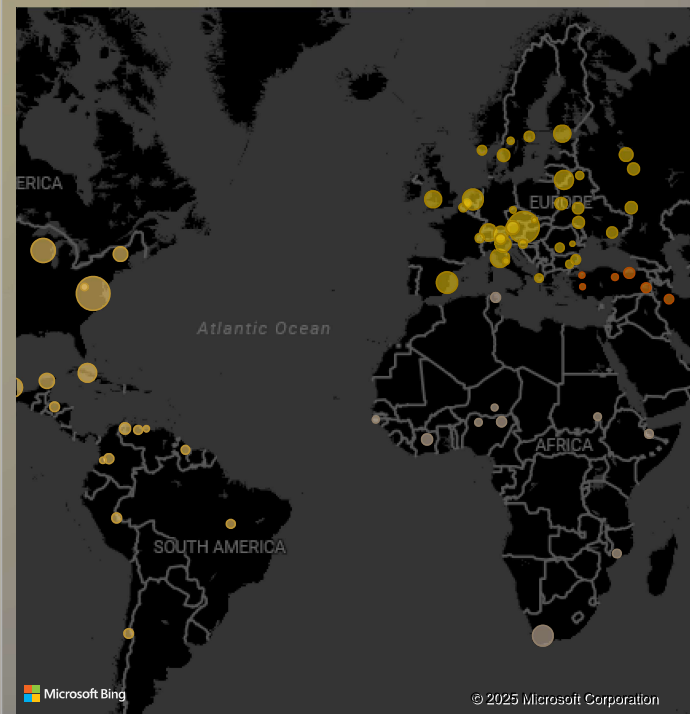 ERICA
EUROPE
Atlantic Ocean
AFRICA
SOUTH AMERICA
Microsoft Bing
© 2025 Microsoft Corporation